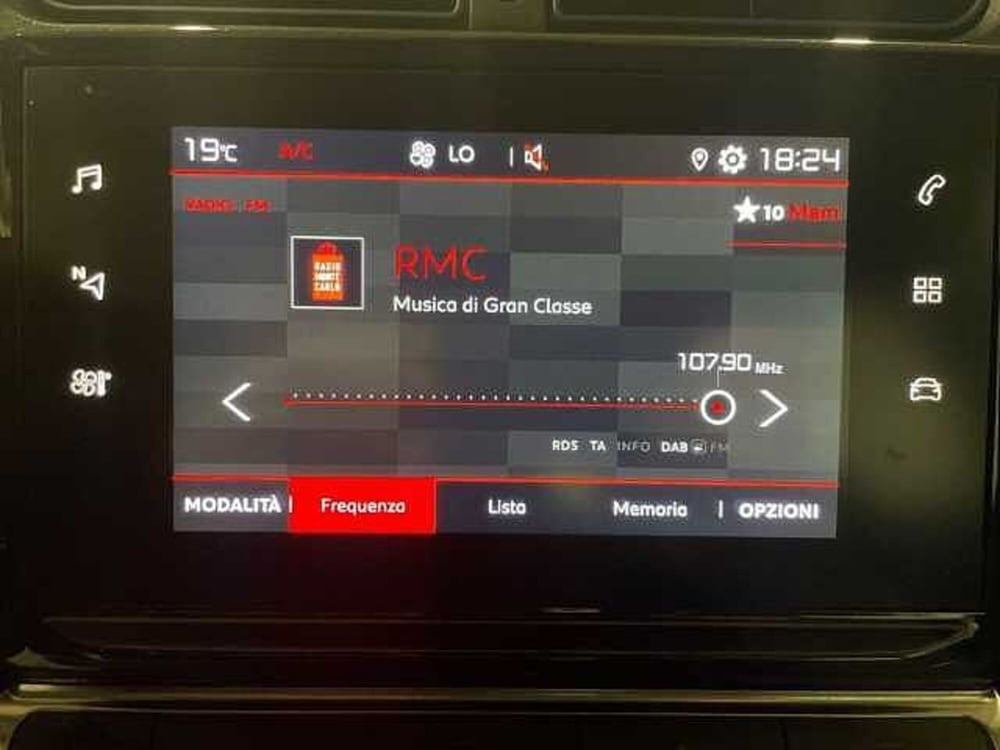 19°C A/C LO 18:24
RADIO FM
10 Mem
RADIO
MONTE
CARLO
RMC
Musica di Gran Classe
107.90 MHz
N
RDS TA INFO DAB FM
MODALITÀ Frequenza Lista Memoria OPZIONI